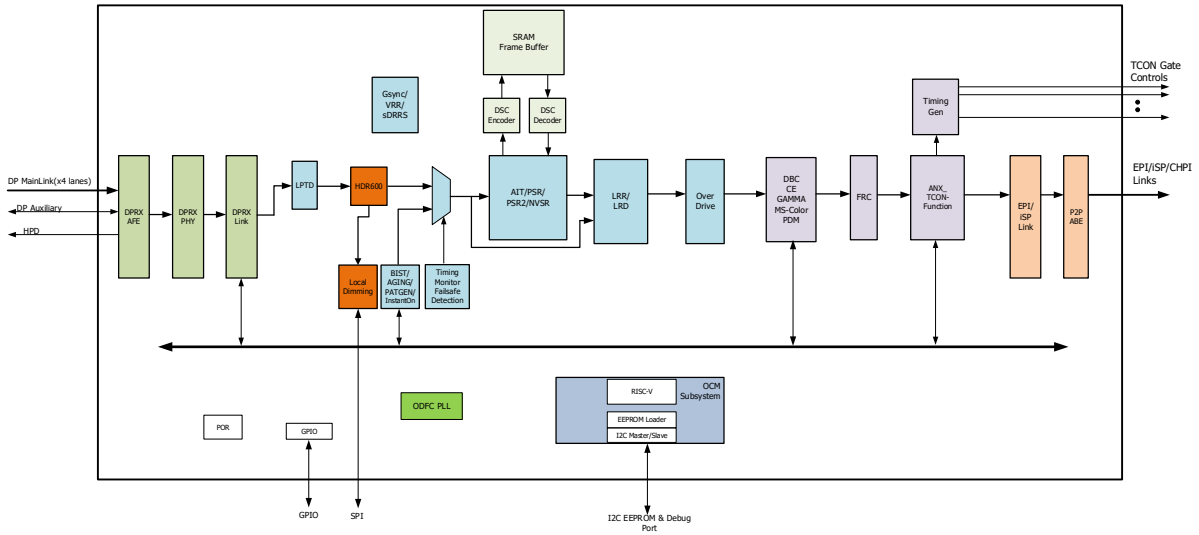 SRAM
Frame Buffer
TCON Gate
Controls
Gsync/
VRR/
sDRRS
DSC
Encoder
DSC
Decoder
Timing
Gen
DP MainLink(x4 lanes)
DP Auxiliary
HPD
DPRX
AFE
DPRX
PHY
DPRX
Link
LPTD
HDR600
AIT/PSR/
PSR2/NVSR
LRR/
LRD
Over
Drive
DBC
CE
GAMMA
MS-Color
PDM
FRC
ANX_
TCON-
Function
EPI/
iSP
Link
P2P
ABE
EPI/iSP/CHPI
Links
Local
Dimming
BIST/
AGING/
PATGEN/
InstantOn
Timing
Monitor
Failsafe
Detection
ODFC PLL
RISC-V
OCM
Subsystem
EEPROM Loader
I2C Master/Slave
POR
GPIO
GPIO
SPI
I2C EEPROM & Debug
Port